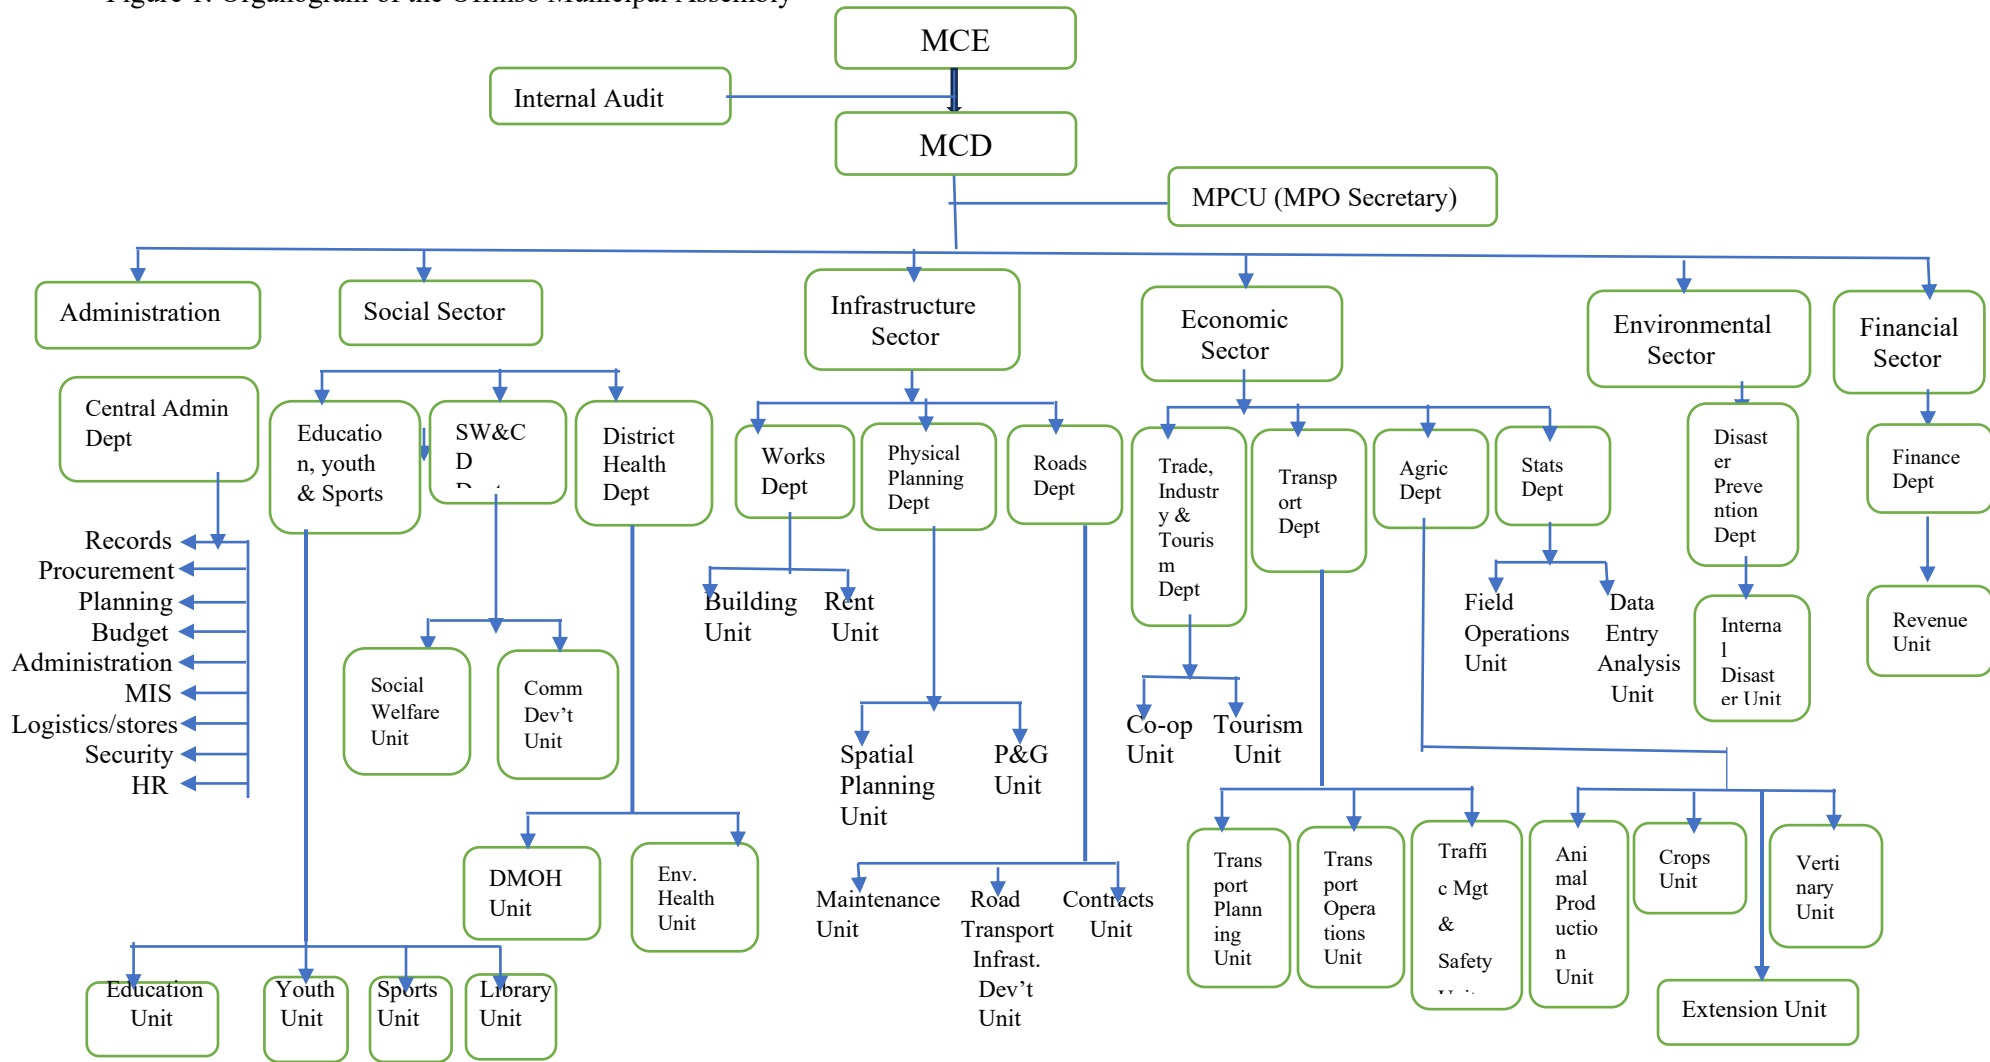 Figure 1: Organogram of the Offinso Municipal Assembly
MCE
Internal Audit
MCD
MPCU (MPO Secretary)
Administration
Social Sector
Infrastructure
Sector
Economic
Sector
Environmental
Sector
Financial
Sector
Central Admin
Dept
Educatio
n, youth
& Sports
SW&C
D
District
Health
Dept
Works
Dept
Physical
Planning
Dept
Roads
Dept
Trade,
Industr
y &
Touris
m
Dept
Transp
ort
Dept
Agric
Dept
Stats
Dept
Disast
er
Preve
ntion
Dept
Finance
Dept
Records
Procurement
Planning
Budget
Administration
MIS
Logistics/stores
Security
HR
Building
Unit
Rent
Unit
Field
Operations
Unit
Data
Entry
Analysis
Unit
Interna
l
Disast
er Unit
Revenue
Unit
Social
Welfare
Unit
Comm
Dev’t
Unit
Spatial
Planning
Unit
P&G
Unit
Co-op
Unit
Tourism
Unit
DMOH
Unit
Env.
Health
Unit
Maintenance
Unit
Road
Transport
Infrast.
Dev’t
Unit
Contracts
Unit
Trans
port
Plann
ing
Unit
Trans
port
Opera
tions
Unit
Traffi
c Mgt
&
Safety
Ani
mal
Prod
uctio
n
Unit
Crops
Unit
Verti
nary
Unit
Extension Unit
Education
Unit
Youth
Unit
Sports
Unit
Library
Unit